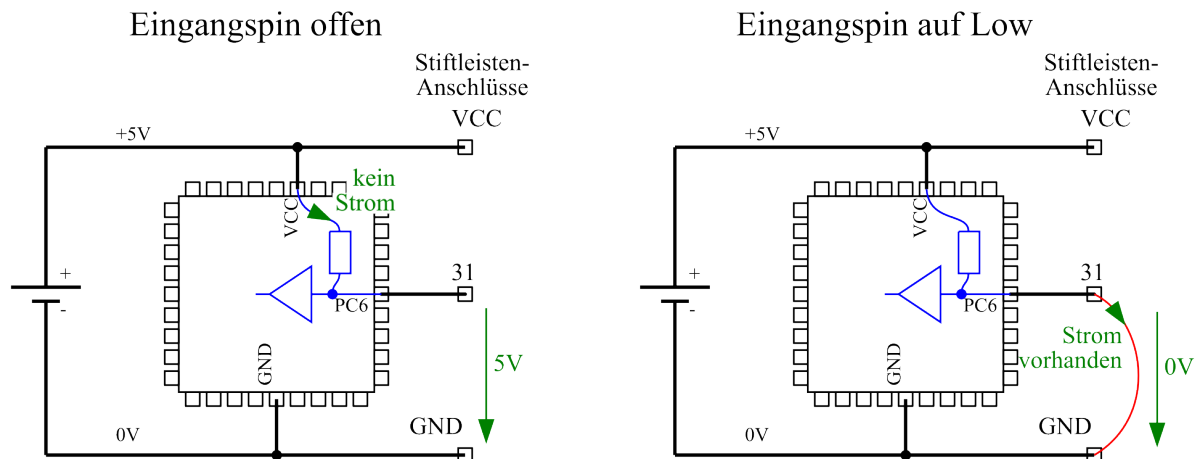 Eingangspin offen
Stiftleisten-
Anschlüsse
VCC
+5V
kein
Strom
VCC
+
-
31
PC6
5V
GND
0V
GND
Eingangspin auf Low
Stiftleisten-
Anschlüsse
VCC
+5V
VCC
+
-
31
PC6
Strom
vorhanden
0V
GND
0V
GND